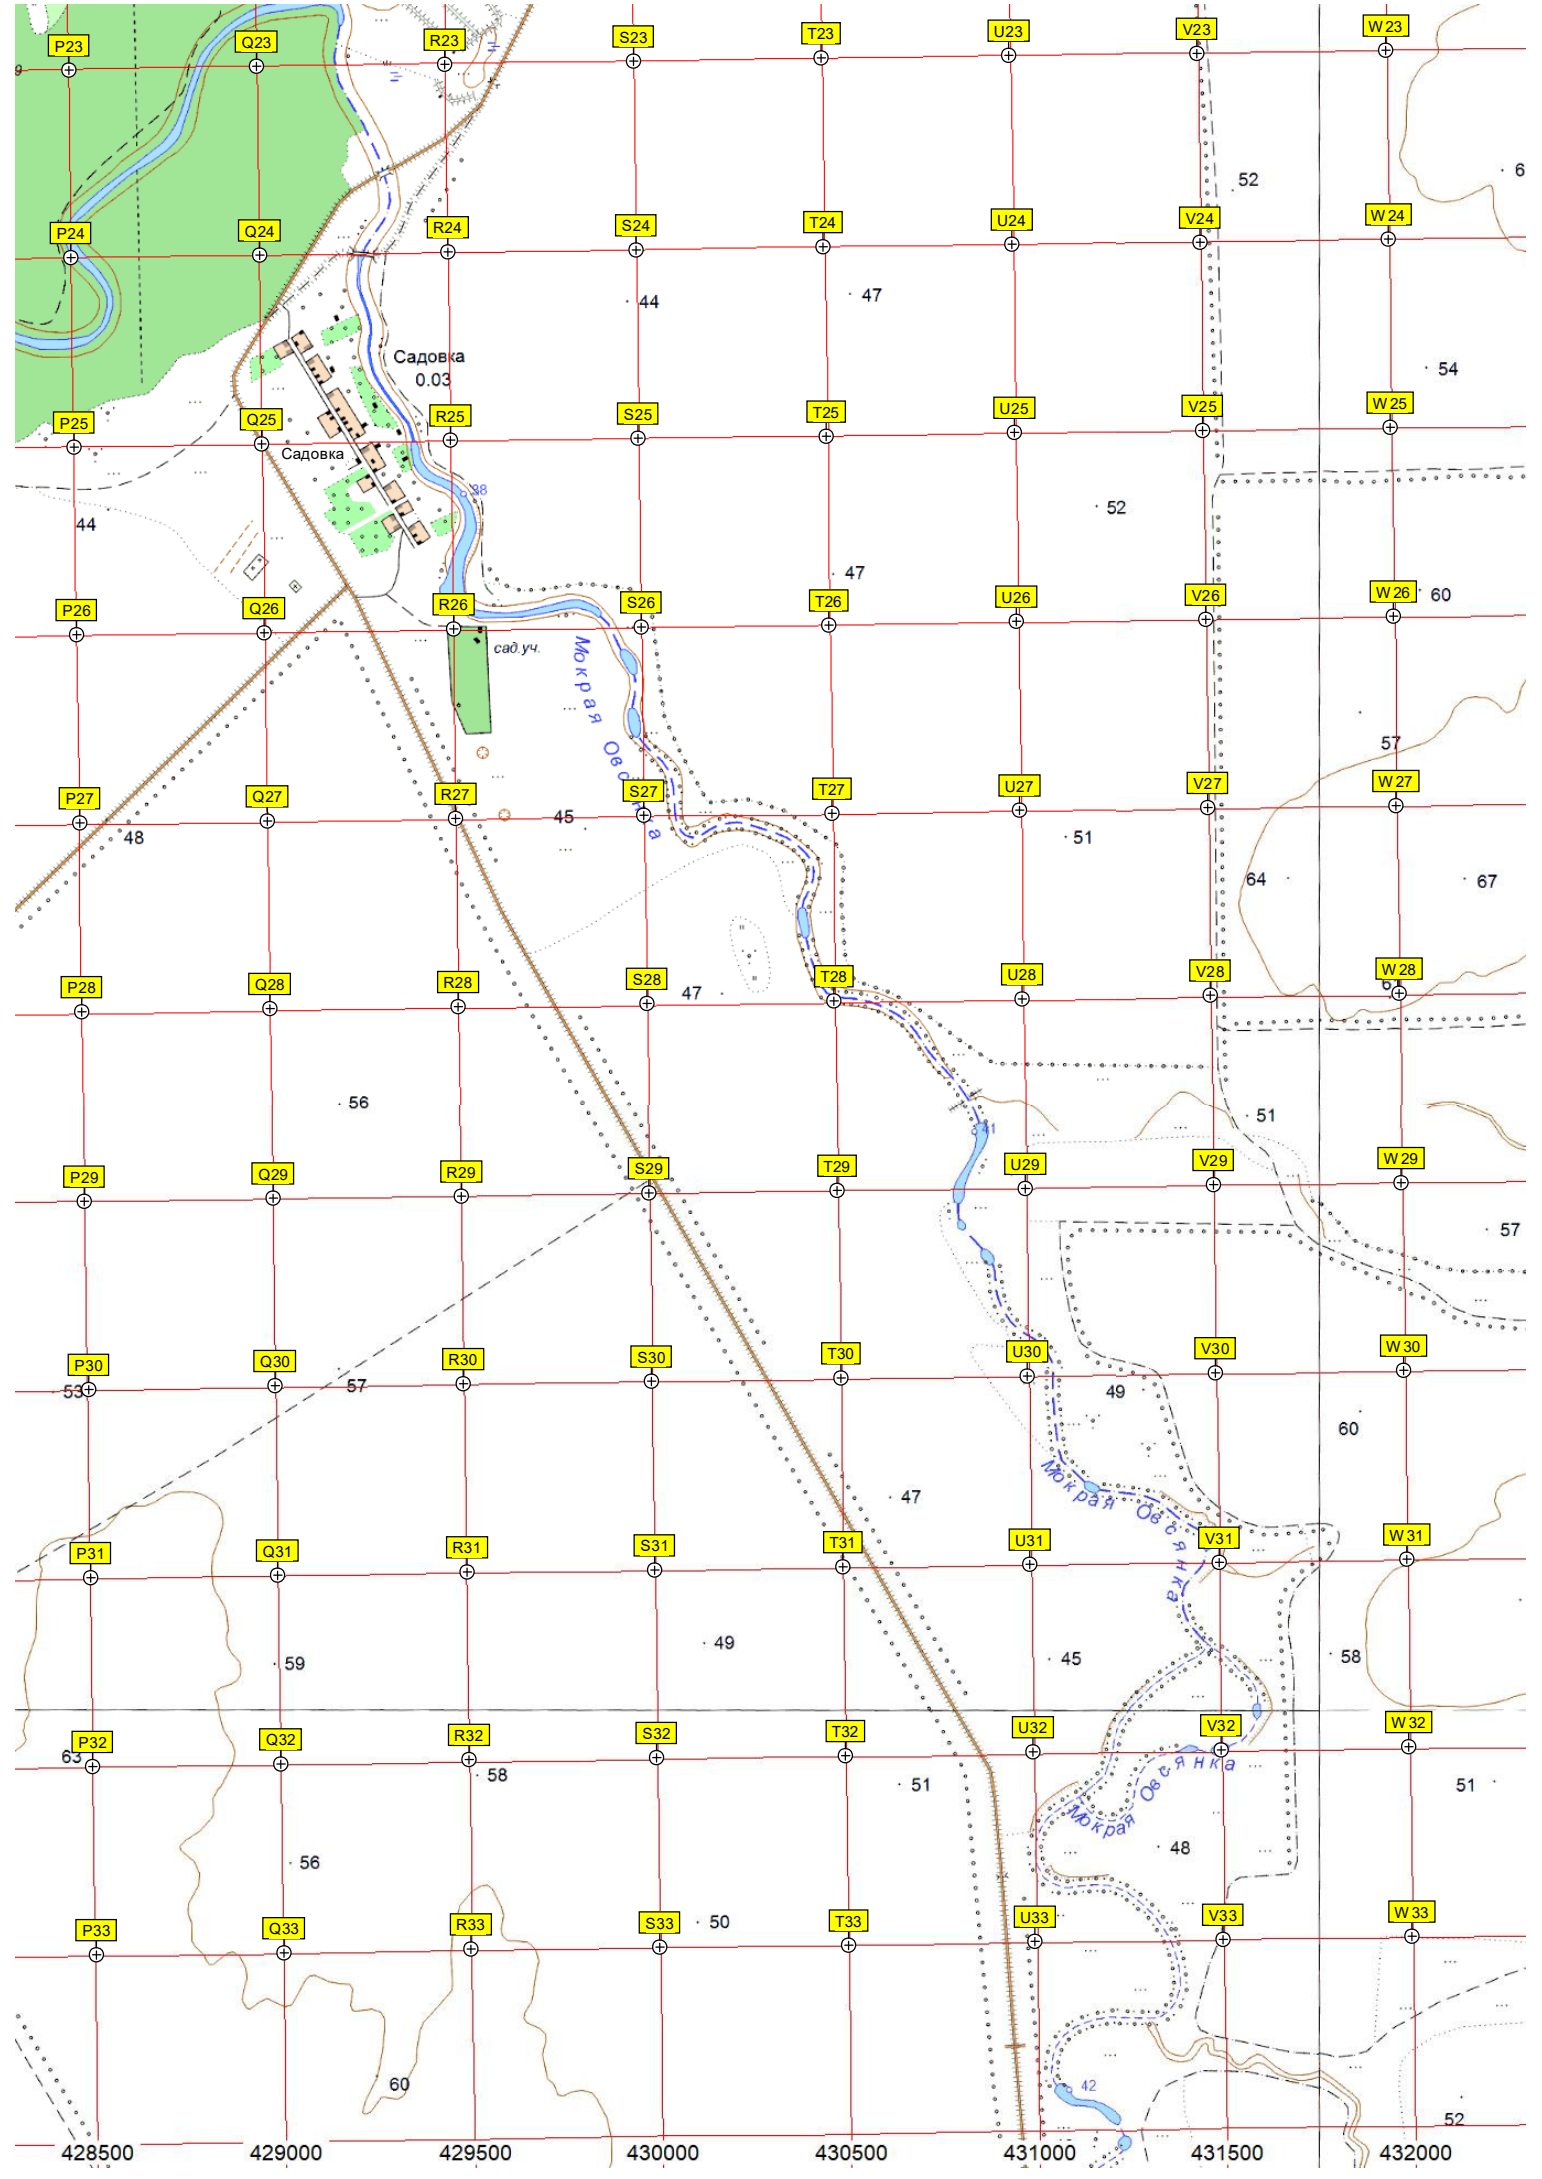 P23 Q23 R23 S23 T23 U23 V23 W23
52
P24 Q24 R24 S24 T24 U24 V24 W24
44 47
Садовка
0.03
54
P25 Q25 R25 S25 T25 U25 V25 W25
Садовка
38
44 52
47
60
P26 Q26 R26 S26 T26 U26 V26 W26
сад.уч.
Мокрая Овсянка
57
P27 Q27 R27 S27 T27 U27 V27 W27
48 45 51
64 67
P28 Q28 R28 S28 T28 U28 V28 W28
47
56 51
41
P29 Q29 R29 S29 T29 U29 V29 W29
57
P30 Q30 R30 S30 T30 U30 V30 W30
53 57 49
60
Мокрая Овсянка
47
P31 Q31 R31 S31 T31 U31 V31 W31
59 49 45 58
P32 Q32 R32 S32 T32 U32 V32 W32
63 58 51 51
Мокрая Овсянка
56 48
P33 Q33 R33 S33 T33 U33 V33 W33
50
60 42
52
428500 429000 429500 430000 430500 431000 431500 432000